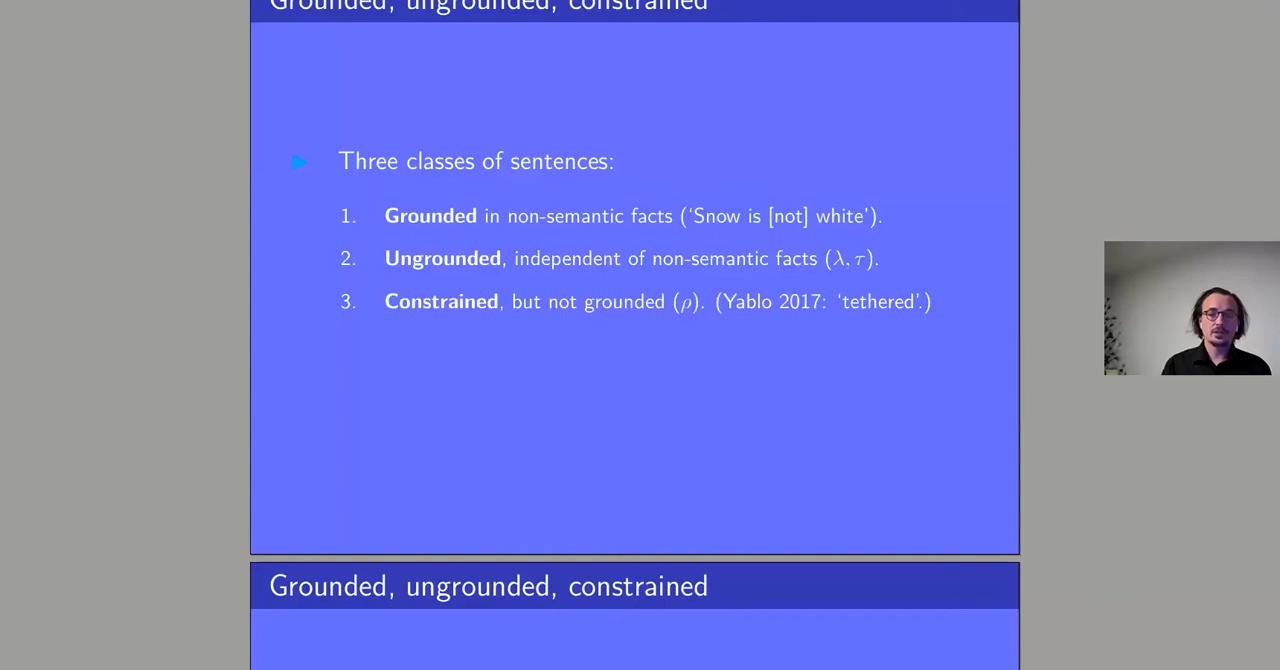 Grounded, ungrounded, constrained
Three classes of sentences:
1. Grounded in non-semantic facts (‘Snow is [not] white’).
2. Ungrounded, independent of non-semantic facts (λ, τ).
3. Constrained, but not grounded (ρ). (Yablo 2017: ‘tethered’.)
Grounded, ungrounded, constrained